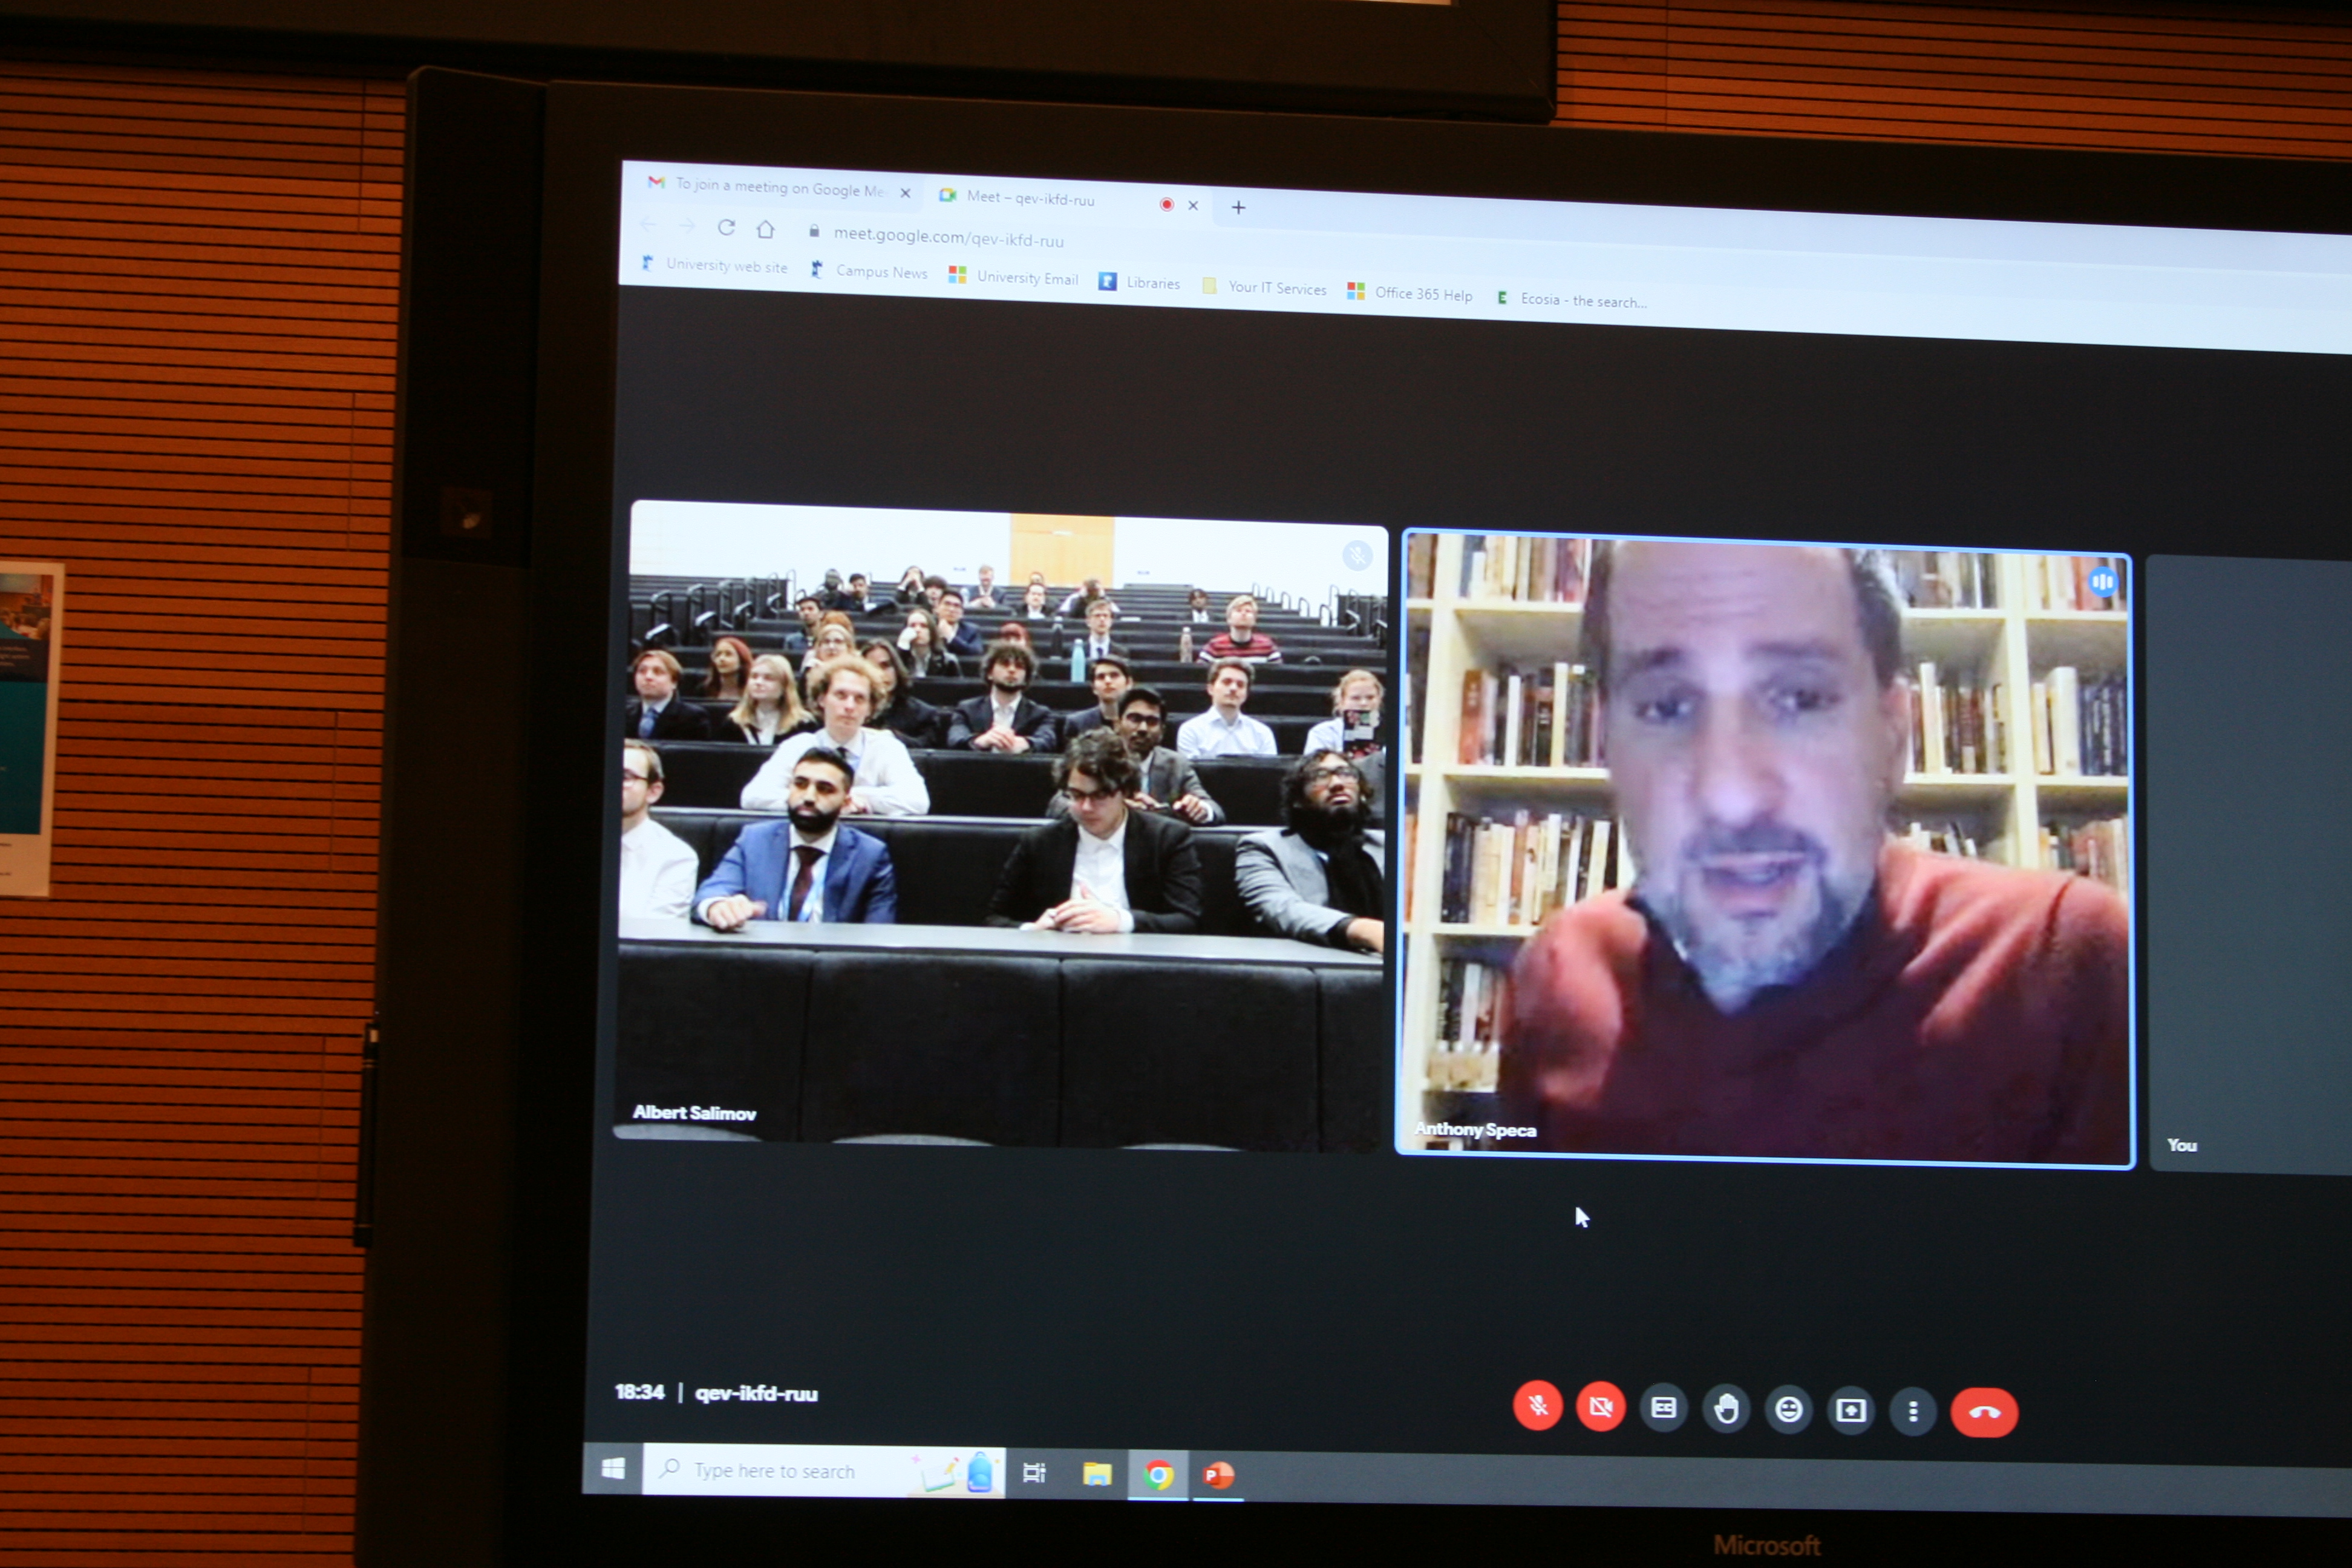 To join a meeting on Google Me
Meet – qev-ikfd-ruu
meet.google.com/qev-ikfd-ruu
University web site
Campus News
University Email
Libraries
Your IT Services
Office 365 Help
Ecosia - the search...
Albert Salimov
Anthony Speca
You
18:34 | qev-ikfd-ruu
CC
Type here to search
P
Microsoft